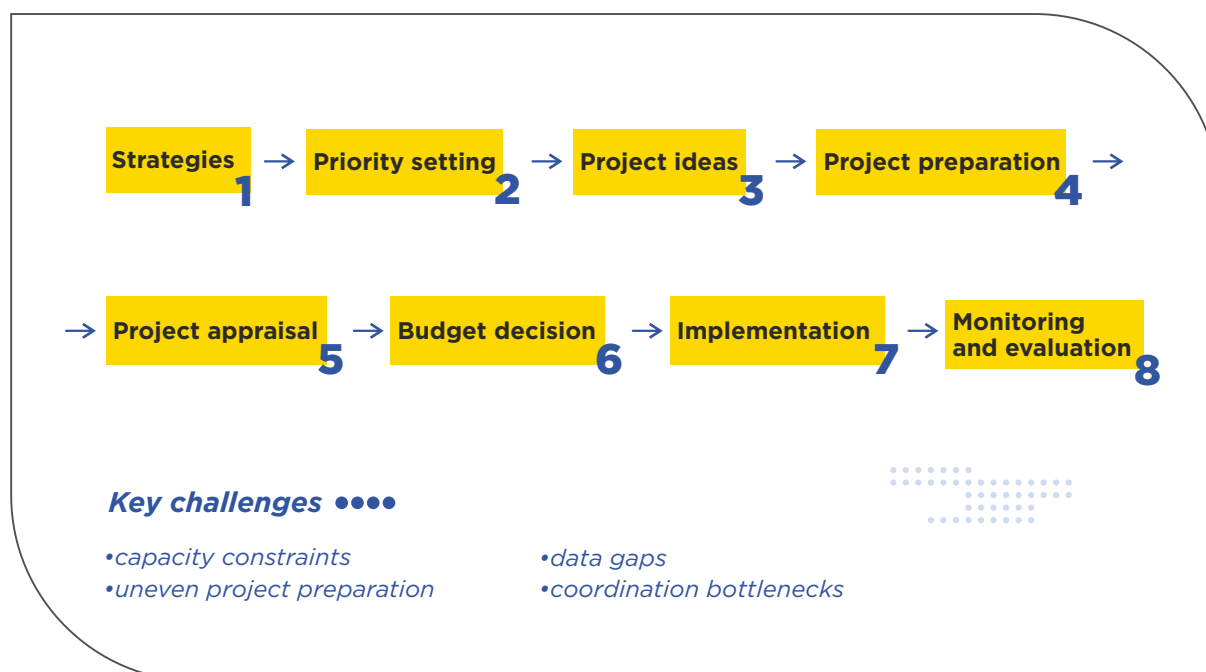 Strategies
1
Priority setting
2
Project ideas
3
Project preparation
4
Project appraisal
5
Budget decision
6
Implementation
7
Monitoring
and evaluation
8
Key challenges
•capacity constraints
•uneven project preparation
•data gaps
•coordination bottlenecks